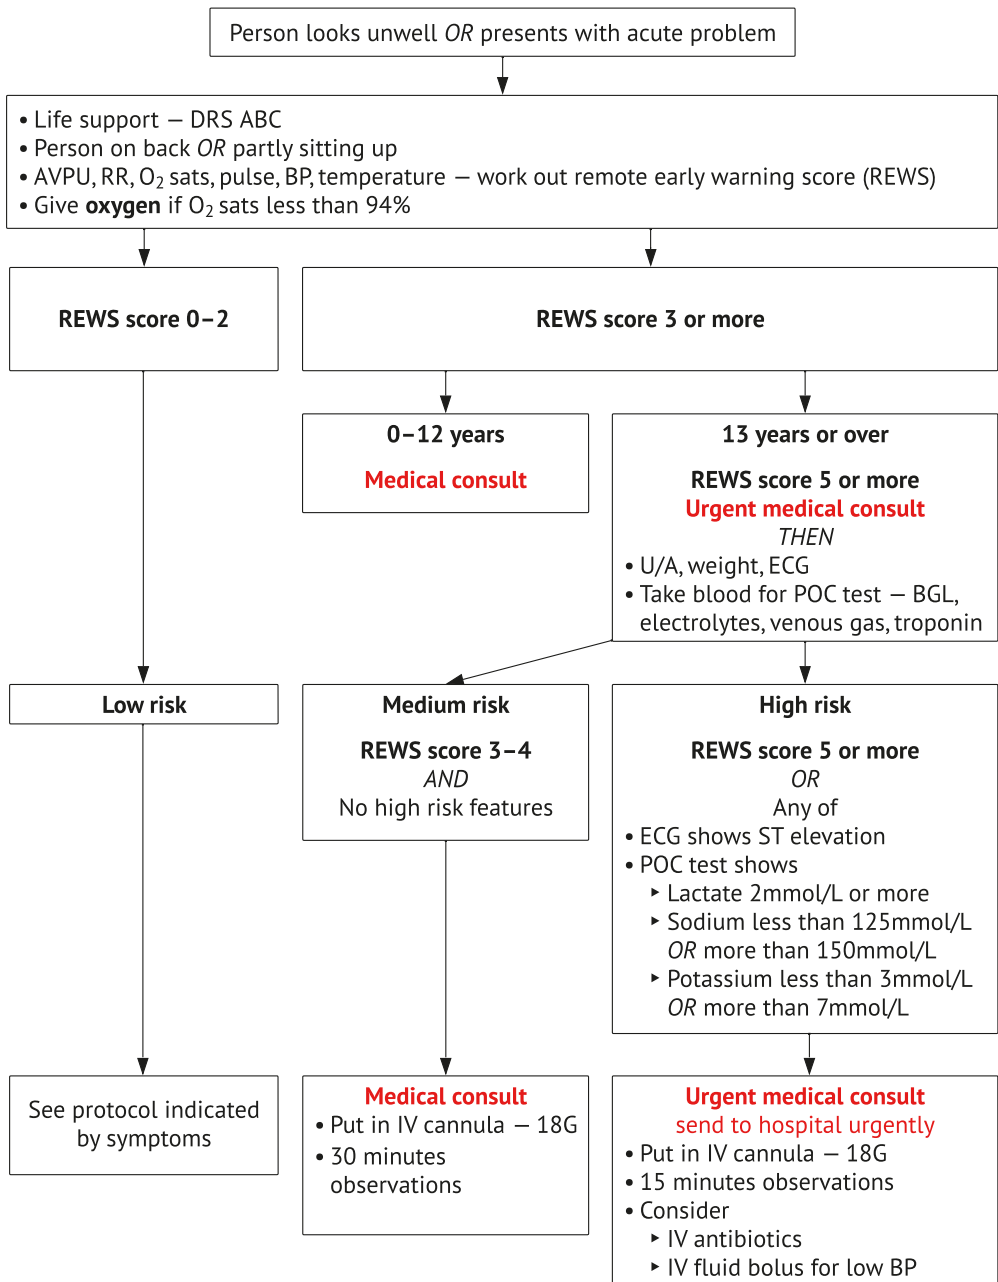 Person looks unwell OR presents with acute problem
• Life support — DRS ABC
• Person on back OR partly sitting up
• AVPU, RR, O₂ sats, pulse, BP, temperature — work out remote early warning score (REWS)
• Give oxygen if O₂ sats less than 94%
REWS score 0–2
REWS score 3 or more
0–12 years
Medical consult
13 years or over
REWS score 5 or more
Urgent medical consult
THEN
• U/A, weight, ECG
• Take blood for POC test — BGL,
electrolytes, venous gas, troponin
Low risk
Medium risk
REWS score 3–4
AND
No high risk features
High risk
REWS score 5 or more
OR
Any of
• ECG shows ST elevation
• POC test shows
‣ Lactate 2mmol/L or more
‣ Sodium less than 125mmol/L
OR more than 150mmol/L
‣ Potassium less than 3mmol/L
OR more than 7mmol/L
See protocol indicated
by symptoms
Medical consult
• Put in IV cannula — 18G
• 30 minutes
observations
Urgent medical consult
send to hospital urgently
• Put in IV cannula — 18G
• 15 minutes observations
• Consider
‣ IV antibiotics
‣ IV fluid bolus for low BP